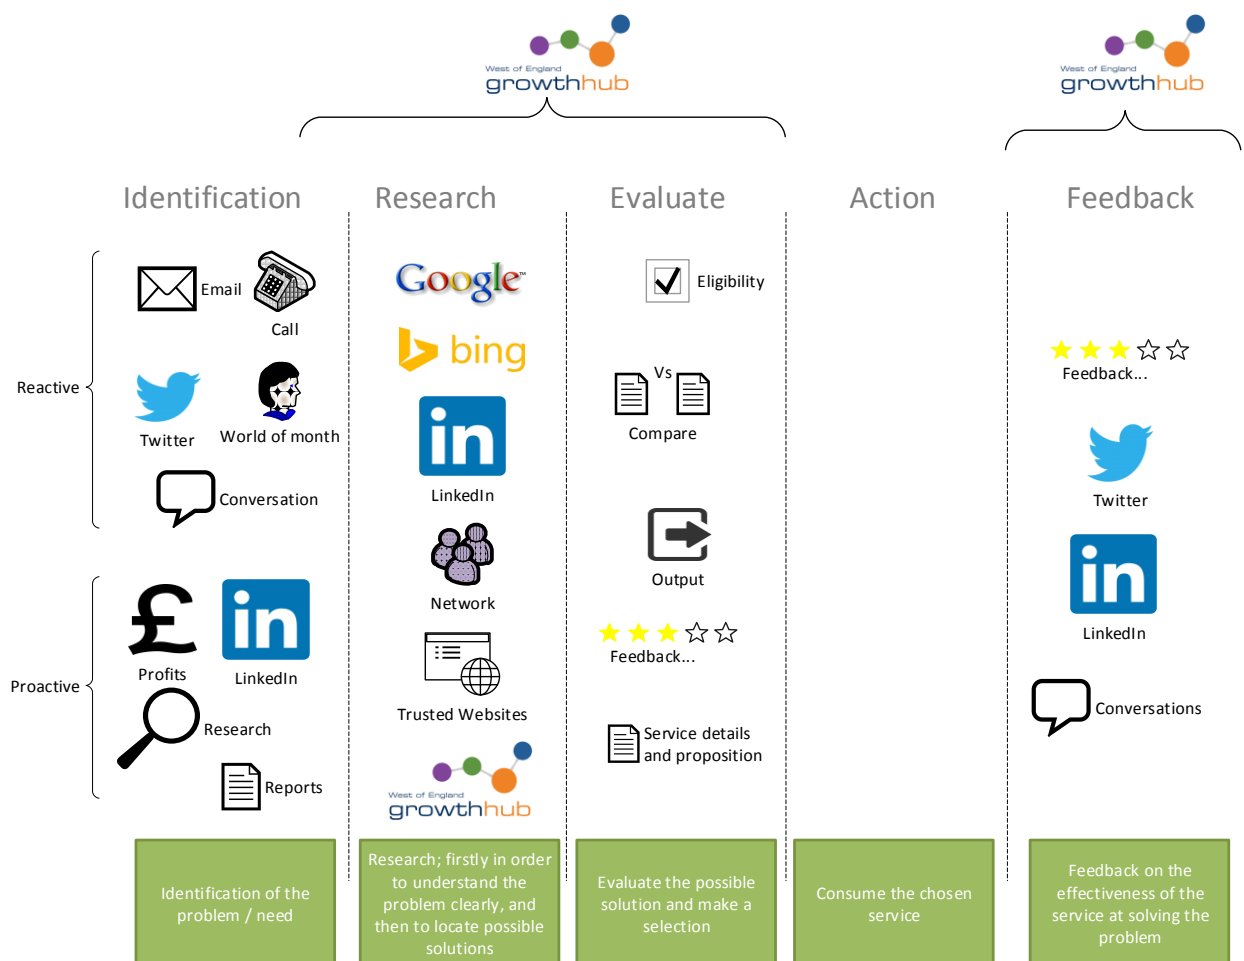 West of England
growthhub
West of England
growthhub
Identification
Research
Evaluate
Action
Feedback
Reactive
Email
Call
Twitter
World of month
Conversation
Proactive
Profits
in
LinkedIn
Research
Reports
Google™
bing
in
LinkedIn
Network
Trusted Websites
West of England
growthhub
Eligibility
Vs
Compare
Output
Feedback...
Service details
and proposition
Feedback...
Twitter
in
LinkedIn
Conversations
Identification of the
problem / need
Research; firstly in order
to understand the
problem clearly, and
then to locate possible
solutions
Evaluate the possible
solution and make a
selection
Consume the chosen
service
Feedback on the
effectiveness of the
service at solving the
problem